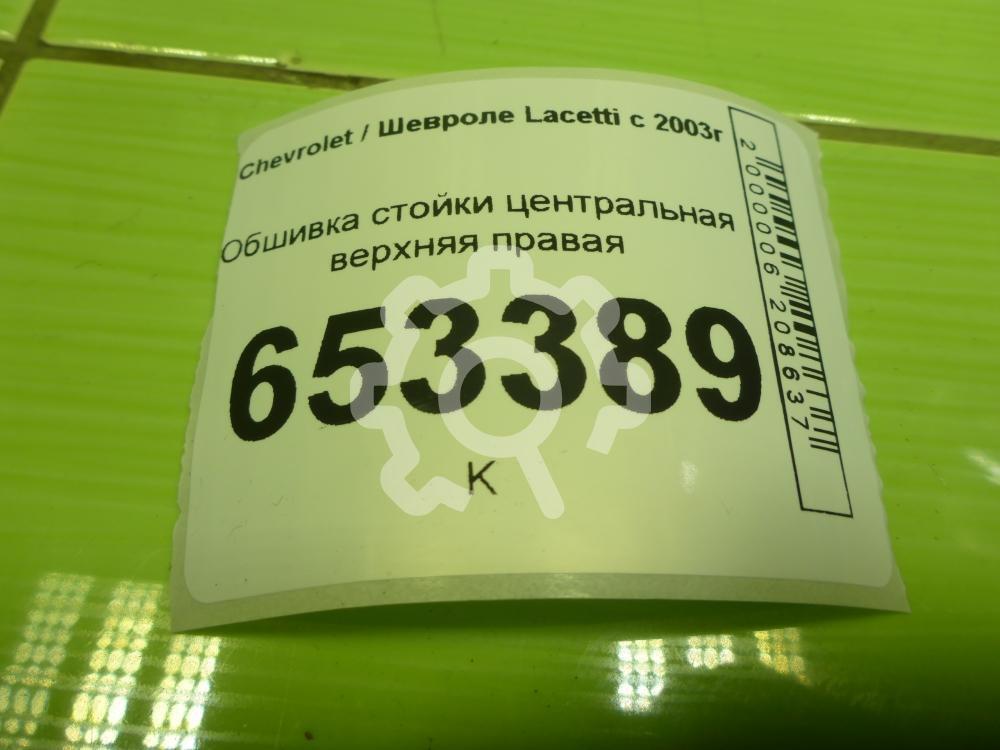 Chevrolet / Шевроле Lacetti с 2003г
Обшивка стойки центральная
верхняя правая
653389
К
2000006208637